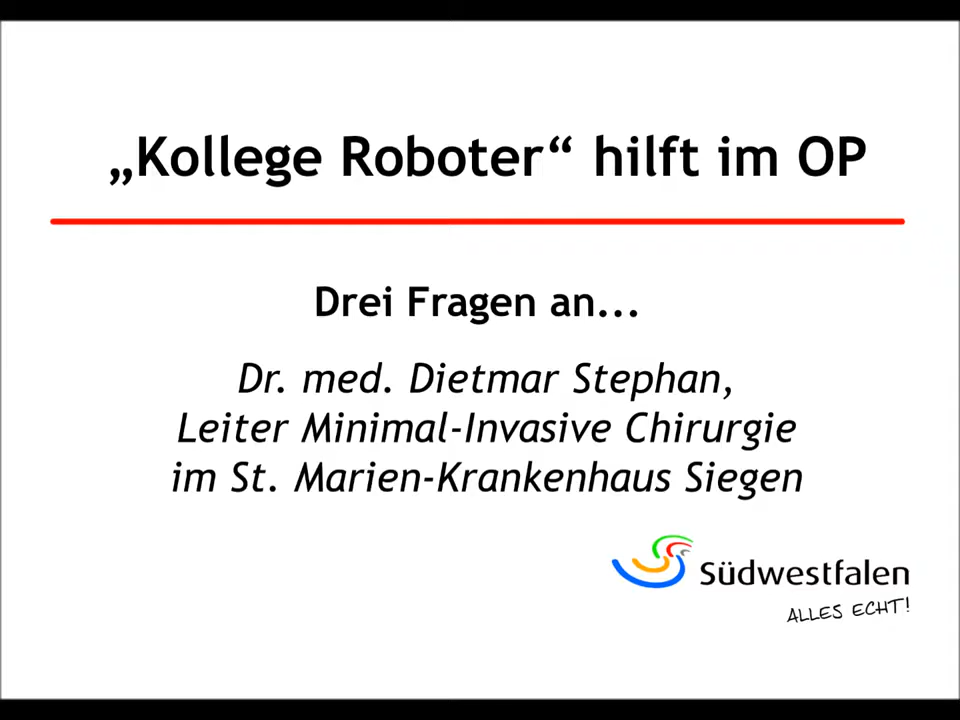 „Kollege Roboter“ hilft im OP
Drei Fragen an...
Dr. med. Dietmar Stephan,
Leiter Minimal-Invasive Chirurgie
im St. Marien-Krankenhaus Siegen
Südwestfalen
ALLES ECHT!